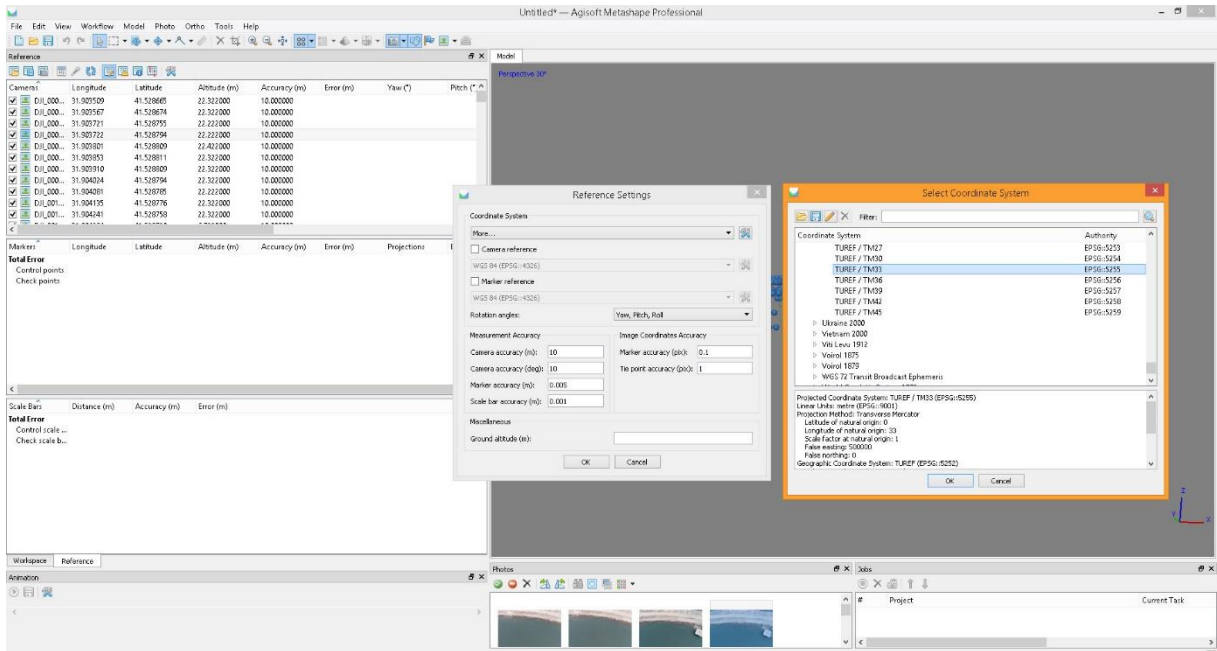 Untitled* — Agisoft Metashape Professional
File Edit View Workflow Model Photo Ortho Tools Help
Reference
Model
Perspective 30°
Cameras Longitude Latitude Altitude (m) Accuracy (m) Error (m) Yaw (°) Pitch (°
DJI_000... 31.903509 41.528665 22.322000 10.000000
DJI_000... 31.903567 41.528674 22.322000 10.000000
DJI_000... 31.903721 41.528755 22.222000 10.000000
DJI_000... 31.903722 41.528794 22.222000 10.000000
DJI_000... 31.903801 41.528809 22.422000 10.000000
DJI_000... 31.903853 41.528811 22.322000 10.000000
DJI_000... 31.903910 41.528809 22.322000 10.000000
DJI_000... 31.904024 41.528794 22.322000 10.000000
DJI_000... 31.904081 41.528785 22.222000 10.000000
DJI_001... 31.904135 41.528776 22.322000 10.000000
DJI_001... 31.904241 41.528758 22.322000 10.000000
Markers Longitude Latitude Altitude (m) Accuracy (m) Error (m) Projections
Total Error
Control points
Check points
Scale Bars Distance (m) Accuracy (m) Error (m)
Total Error
Control scale ...
Check scale b...
Workspace Reference
Animation
Reference Settings
Coordinate System
More...
Camera reference
WGS 84 (EPSG::4326)
Marker reference
WGS 84 (EPSG::4326)
Rotation angles: Yaw, Pitch, Roll
Measurement Accuracy Image Coordinates Accuracy
Camera accuracy (m): 10 Marker accuracy (pix): 0.1
Camera accuracy (deg): 10 Tie point accuracy (pix): 1
Marker accuracy (m): 0.005
Scale bar accuracy (m): 0.001
Miscellaneous
Ground altitude (m):
OK Cancel
Select Coordinate System
Filter:
Coordinate System Authority
TUREF / TM27 EPSG::5253
TUREF / TM30 EPSG::5254
TUREF / TM33 EPSG::5255
TUREF / TM36 EPSG::5256
TUREF / TM39 EPSG::5257
TUREF / TM42 EPSG::5258
TUREF / TM45 EPSG::5259
Ukraine 2000
Vietnam 2000
Viti Levu 1912
Voirol 1875
Voirol 1879
WGS 72 Transit Broadcast Ephemeris
Projected Coordinate System: TUREF / TM33 (EPSG::5255)
Linear Units: metre (EPSG::9001)
Projection Method: Transverse Mercator
Latitude of natural origin: 0
Longitude of natural origin: 33
Scale factor at natural origin: 1
False easting: 500000
False northing: 0
Geographic Coordinate System: TUREF (EPSG::5252)
OK Cancel
Z
Y
X
Photos
Jobs
# Project Current Task